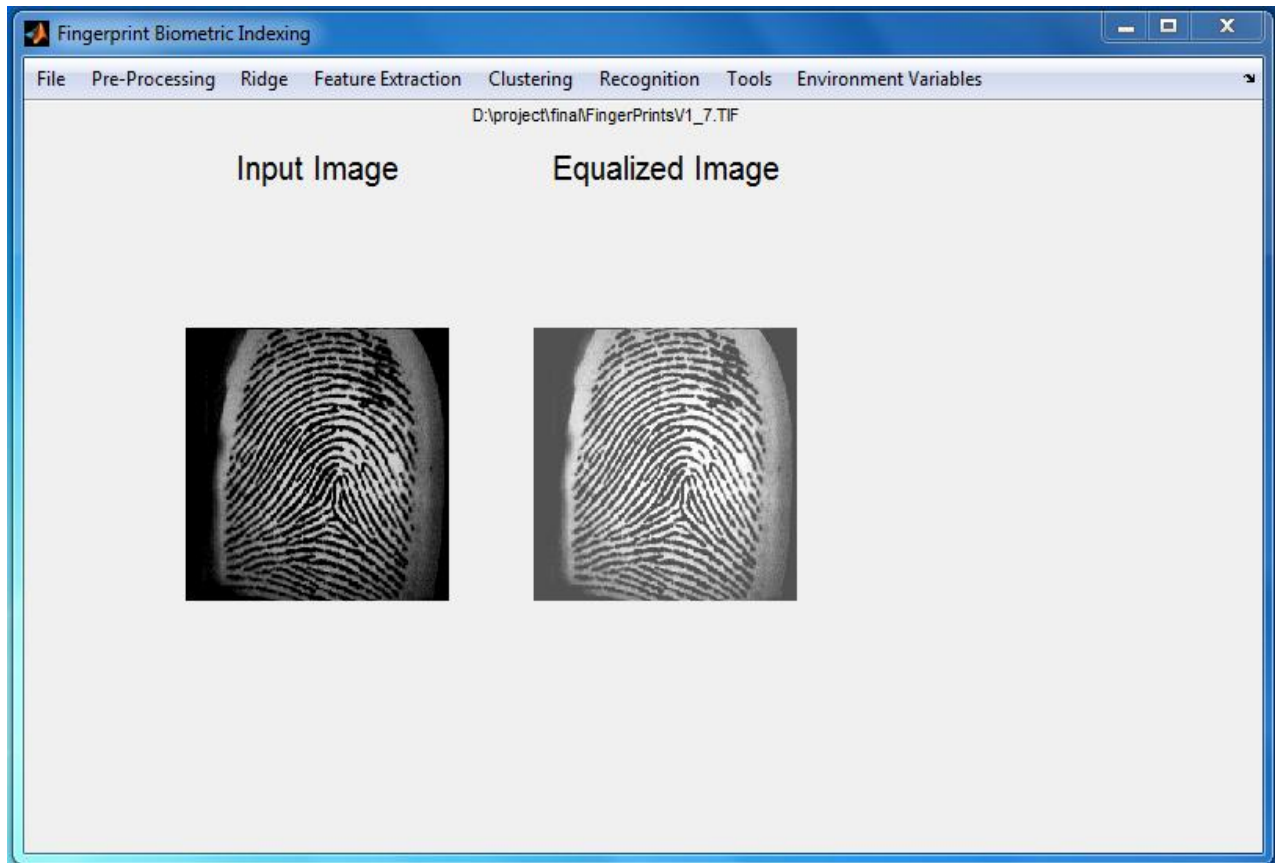 Fingerprint Biometric Indexing
File Pre-Processing Ridge Feature Extraction Clustering Recognition Tools Environment Variables
D:\project\final\FingerPrintsV1_7.TIF
Input Image Equalized Image